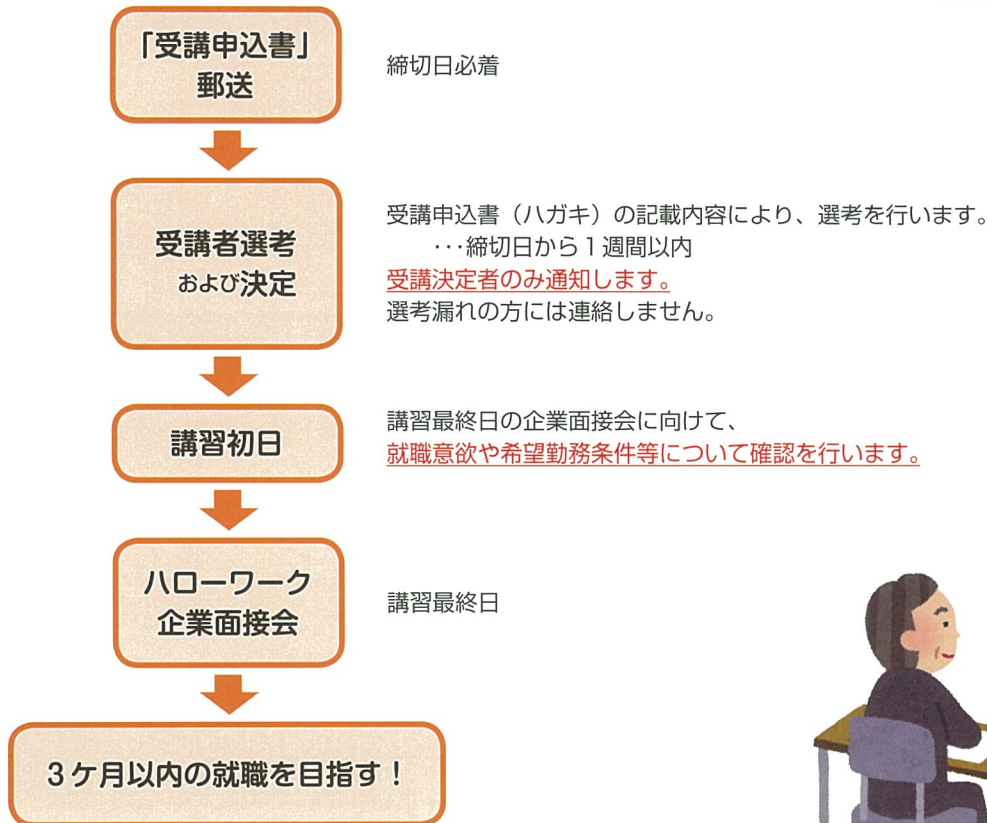 「受講申込書」
郵送
締切日必着
受講者選考
および決定
受講申込書（ハガキ）の記載内容により、選考を行います。
･･･締切日から１週間以内
受講決定者のみ通知します。
選考漏れの方には連絡しません。
講習初日
講習最終日の企業面接会に向けて、
就職意欲や希望勤務条件等について確認を行います。
ハローワーク
企業面接会
講習最終日
３ケ月以内の就職を目指す！